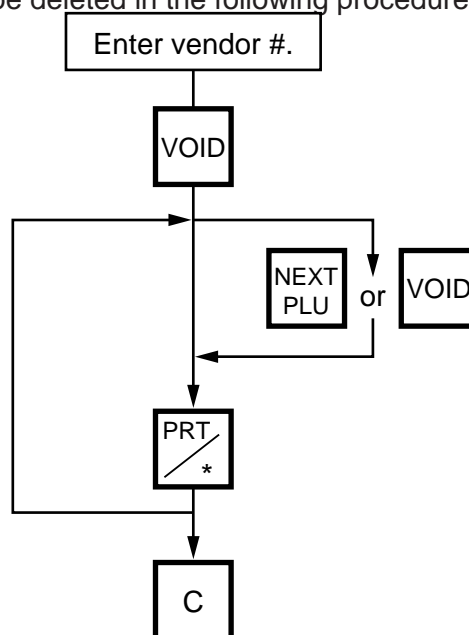 be deleted in the following procedure
Enter vendor #.
VOID
NEXT
PLU
or
VOID
PRT
*
C